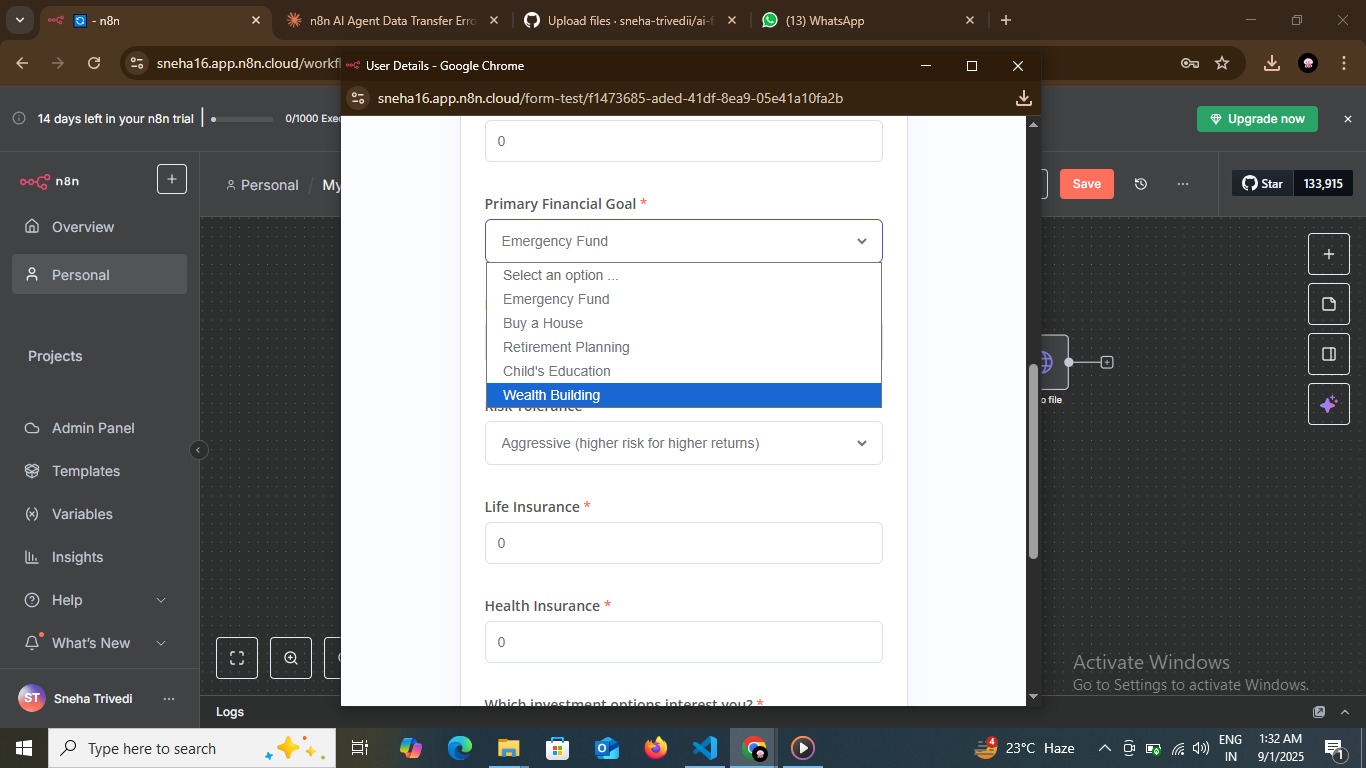 - n8n
n8n AI Agent Data Transfer Erro
Upload files · sneha-trivedii/ai-f
(13) WhatsApp
sneha16.app.n8n.cloud/workfl
User Details - Google Chrome
sneha16.app.n8n.cloud/form-test/f1473685-aded-41df-8ea9-05e41a10fa2b
14 days left in your n8n trial
0/1000 Exe
Upgrade now
n8n
Personal
/
My
Save
Star
133,915
Overview
Personal
Projects
Admin Panel
Templates
Variables
Insights
Help
What's New
ST
Sneha Trivedi
0
Primary Financial Goal *
Emergency Fund
Select an option ...
Emergency Fund
Buy a House
Retirement Planning
Child's Education
Wealth Building
Risk Tolerance
Aggressive (higher risk for higher returns)
Life Insurance *
0
Health Insurance *
0
Which investment options interest you? *
o file
Logs
Activate Windows
Go to Settings to activate Windows.
Type here to search
4
23°C Haze
ENG
IN
1:32 AM
9/1/2025
1